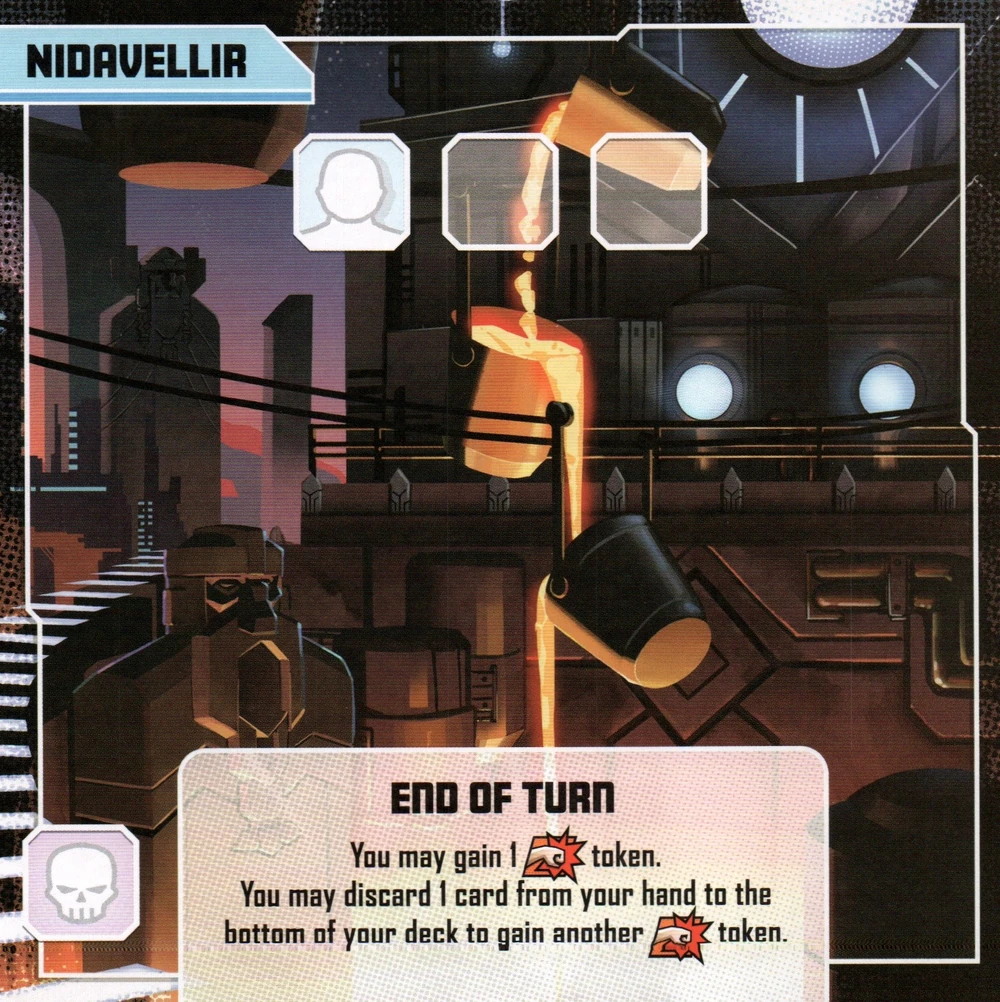 NIDAVELLIR
END OF TURN
You may gain 1 token.
You may discard 1 card from your hand to the
bottom of your deck to gain another token.